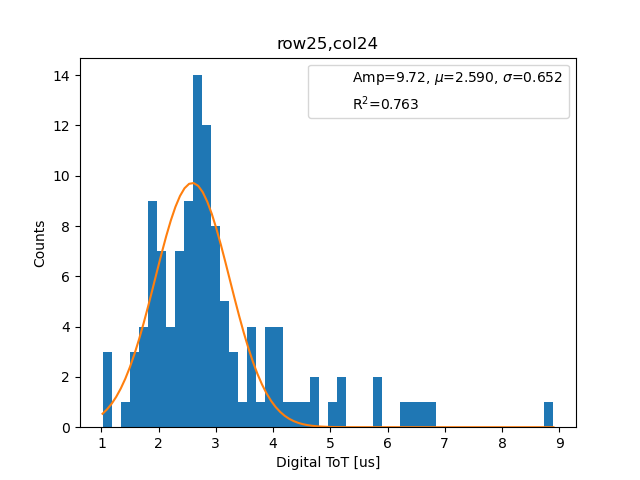 row25,col24
Amp=9.72, μ=2.590, σ=0.652
R²=0.763
14
12
10
8
6
4
2
0
Counts
1 2 3 4 5 6 7 8 9
Digital ToT [us]